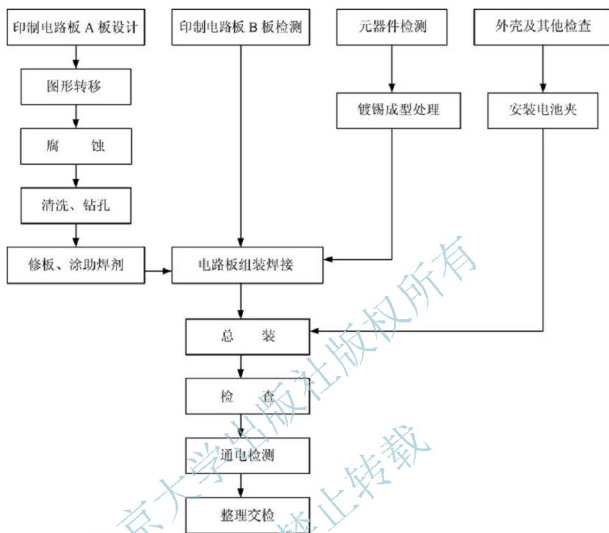 印制电路板 A 板设计
印制电路板 B 板检测
元器件检测
外壳及其他检查
图形转移
镀锡成型处理
安装电池夹
腐 蚀
清洗、钻孔
修板、涂助焊剂
电路板组装焊接
总 装
检 查
通电检测
整理交检
京大学出版社版权所有
禁止转载